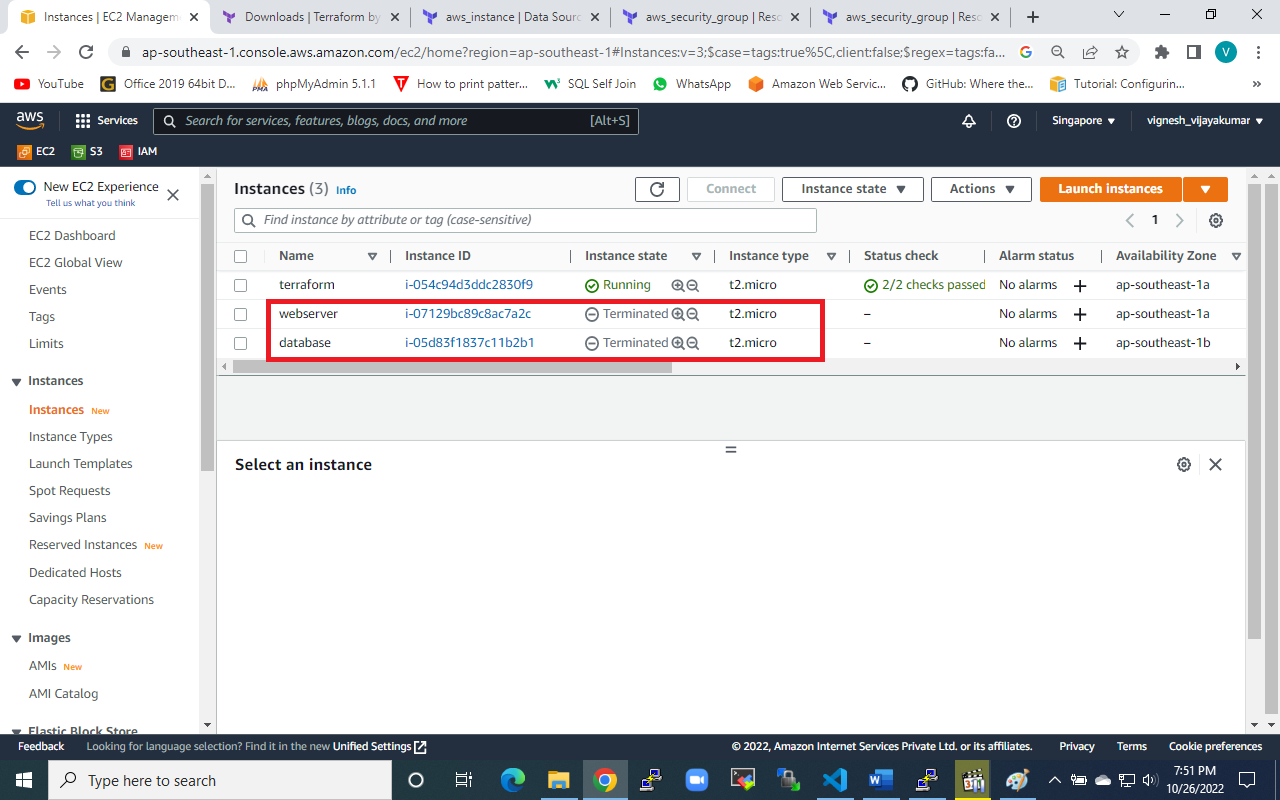 Instances | EC2 Managem
Downloads | Terraform by
aws_instance | Data Sour
aws_security_group | Res
aws_security_group | Res
ap-southeast-1.console.aws.amazon.com/ec2/home?region=ap-southeast-1#Instances:v=3;$case=tags:true%5C,client:false;$regex=tags:fa...
V
YouTube
Office 2019 64bit D...
phpMyAdmin 5.1.1
How to print patter...
SQL Self Join
WhatsApp
Amazon Web Servic...
GitHub: Where the...
Tutorial: Configurin...
»
aws
Services
Search for services, features, blogs, docs, and more [Alt+S]
Singapore ▼
vignesh_vijayakumar ▼
EC2 S3 IAM
New EC2 Experience
Tell us what you think
EC2 Dashboard
EC2 Global View
Events
Tags
Limits
Instances
Instances New
Instance Types
Launch Templates
Spot Requests
Savings Plans
Reserved Instances New
Dedicated Hosts
Capacity Reservations
Images
AMIs New
AMI Catalog
Elastic Block Store
Instances (3) Info
Connect
Instance state ▼
Actions ▼
Launch instances
Find instance by attribute or tag (case-sensitive)
1
Name Instance ID Instance state Instance type Status check Alarm status Availability Zone
terraform i-054c94d3ddc2830f9 Running t2.micro 2/2 checks passed No alarms + ap-southeast-1a
webserver i-07129bc89c8ac7a2c Terminated t2.micro – No alarms + ap-southeast-1a
database i-05d83f1837c11b2b1 Terminated t2.micro – No alarms + ap-southeast-1b
Select an instance
Feedback Looking for language selection? Find it in the new Unified Settings
© 2022, Amazon Internet Services Private Ltd. or its affiliates. Privacy Terms Cookie preferences
Type here to search
7:51 PM
10/26/2022